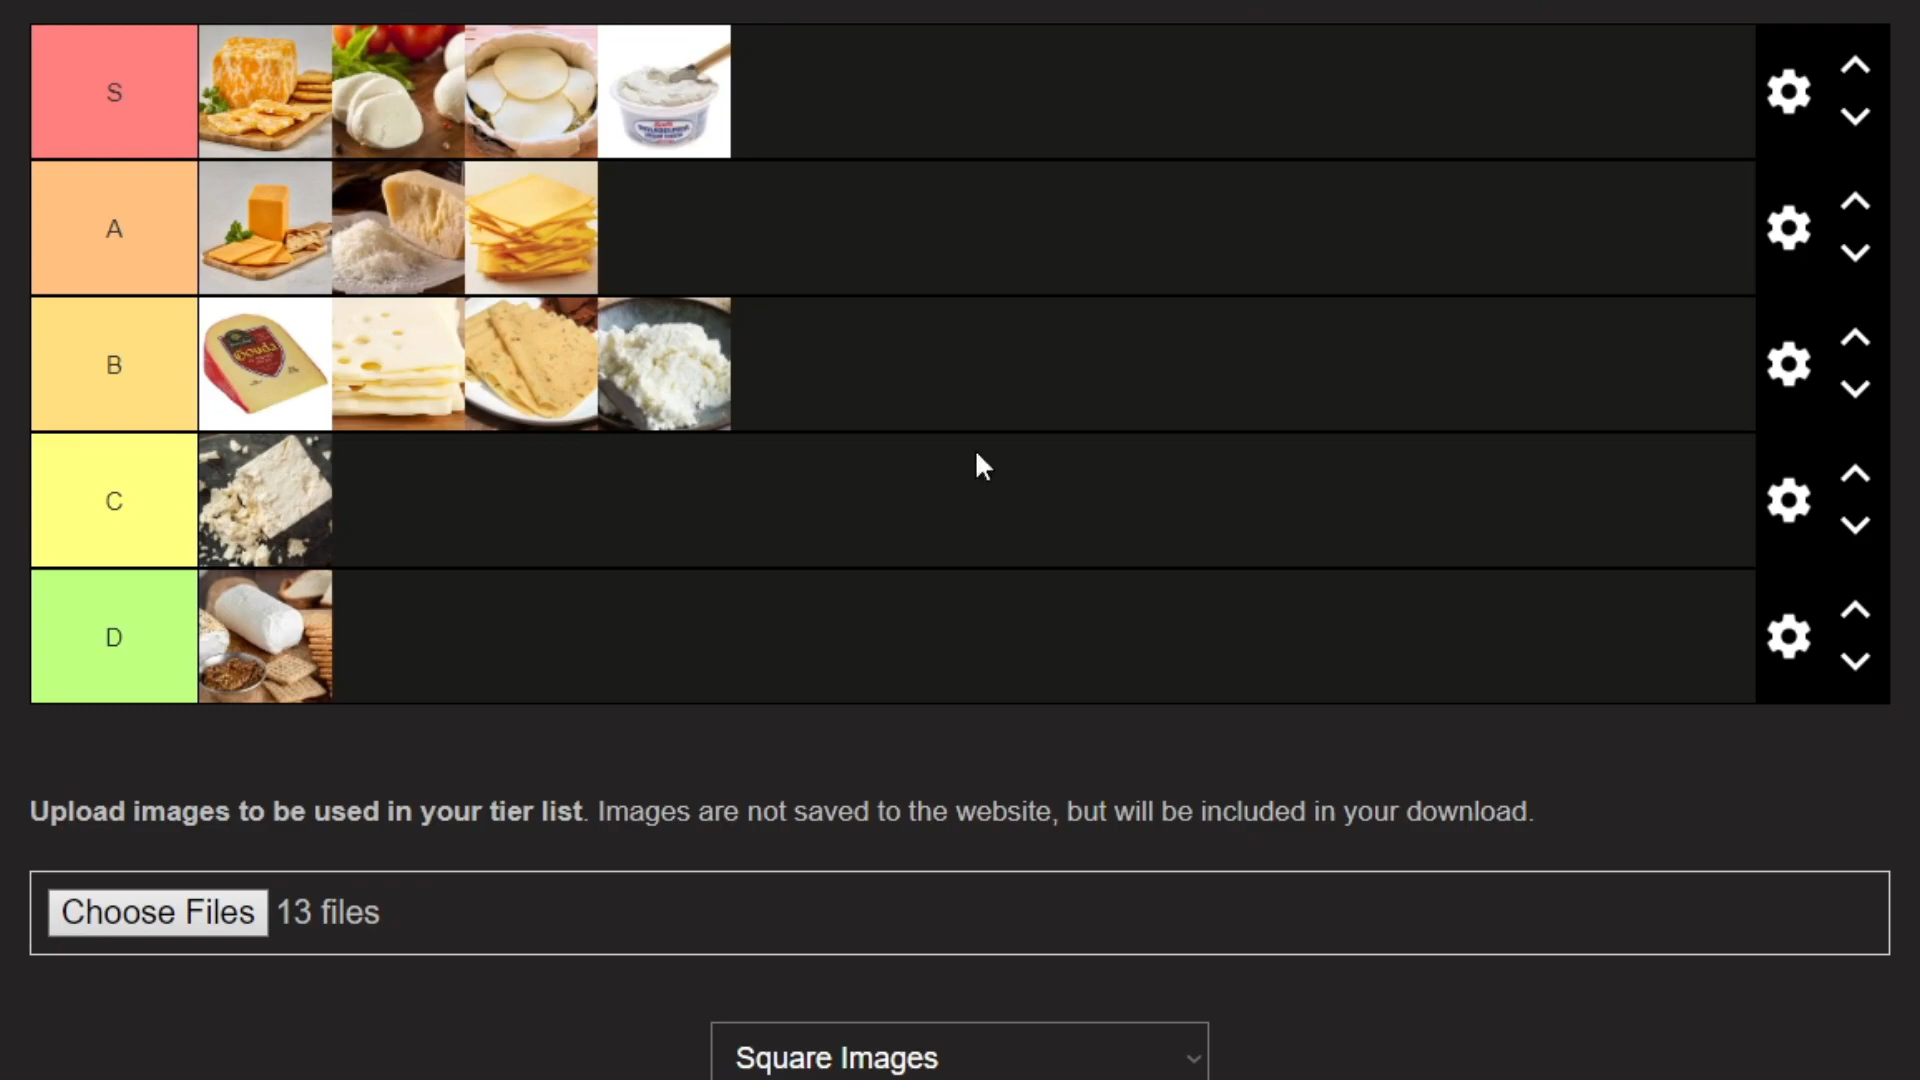 S
A
B
Gouda
C
D
Upload images to be used in your tier list. Images are not saved to the website, but will be included in your download.
Choose Files 13 files
Square Images